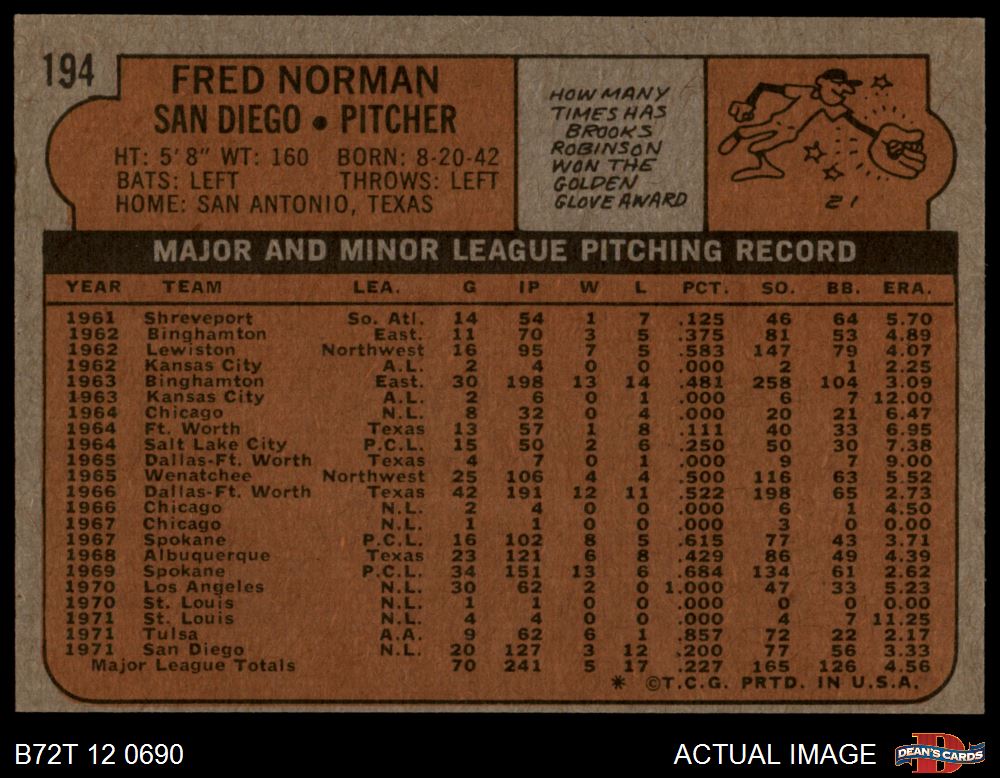 194
FRED NORMAN
SAN DIEGO • PITCHER
HT: 5'8" WT: 160 BORN: 8-20-42
BATS: LEFT THROWS: LEFT
HOME: SAN ANTONIO, TEXAS
HOW MANY
TIMES HAS
BROOKS
ROBINSON
WON THE
GOLDEN
GLOVE AWARD
21
MAJOR AND MINOR LEAGUE PITCHING RECORD
YEAR TEAM LEA. G IP W L PCT. SO. BB. ERA.
1961 Shreveport So. Atl. 14 54 1 7 .125 46 64 5.70
1962 Binghamton East. 11 70 3 5 .375 81 53 4.89
1962 Lewiston Northwest 16 95 7 5 .583 147 79 4.07
1962 Kansas City A.L. 2 4 0 0 .000 2 1 2.25
1963 Binghamton East. 30 198 13 14 .481 258 104 3.09
1963 Kansas City A.L. 2 6 0 1 .000 6 7 12.00
1964 Chicago N.L. 8 32 0 4 .000 20 21 6.47
1964 Ft. Worth Texas 13 57 1 8 .111 40 33 6.95
1964 Salt Lake City P.C.L. 15 50 2 6 .250 50 30 7.38
1965 Dallas-Ft. Worth Texas 4 7 0 1 .000 9 7 9.00
1965 Wenatchee Northwest 25 106 4 4 .500 116 63 5.52
1966 Dallas-Ft. Worth Texas 42 191 12 11 .522 198 65 2.73
1966 Chicago N.L. 2 4 0 0 .000 6 1 4.50
1967 Chicago N.L. 1 1 0 0 .000 3 0 0.00
1967 Spokane P.C.L. 16 102 8 5 .615 77 43 3.71
1968 Albuquerque Texas 23 121 6 8 .429 86 49 4.39
1969 Spokane P.C.L. 34 151 13 6 .684 134 61 2.62
1970 Los Angeles N.L. 30 62 2 0 1.000 47 33 5.23
1970 St. Louis N.L. 1 1 0 0 .000 0 0 0.00
1971 St. Louis N.L. 4 4 0 0 .000 4 7 11.25
1971 Tulsa A.A. 9 62 6 1 .857 72 22 2.17
1971 San Diego N.L. 20 127 3 12 .200 77 56 3.33
Major League Totals 70 241 5 17 .227 165 126 4.56
* ©T.C.G. PRTD. IN U.S.A.
B72T 12 0690
ACTUAL IMAGE
DEAN'S CARDS